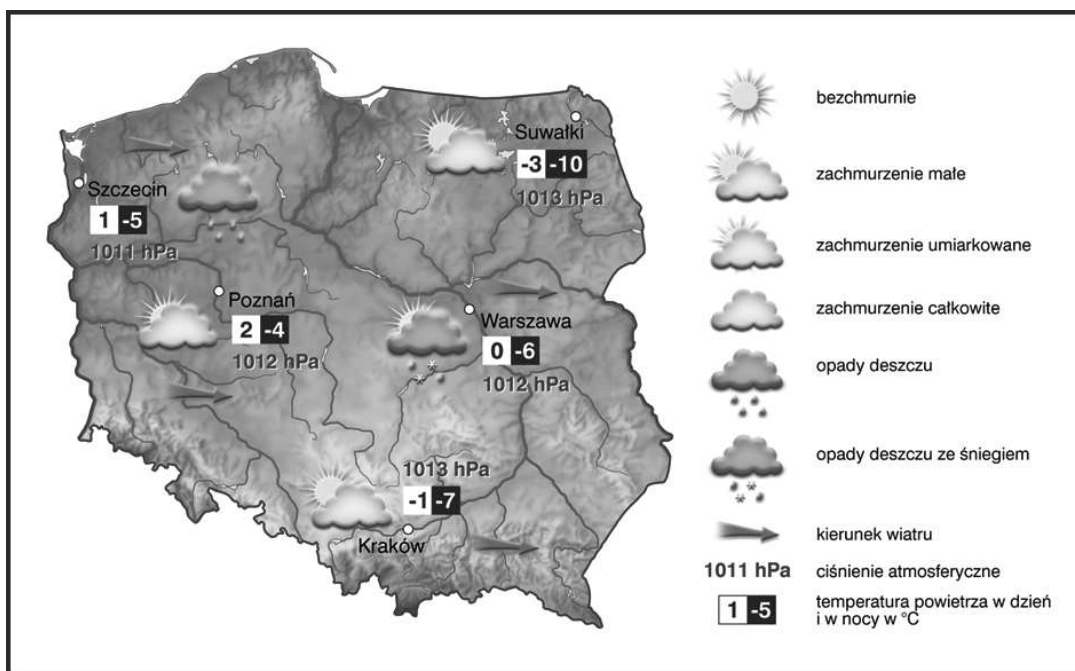 Suwałki
-3 -10
1013 hPa
Szczecin
1 -5
1011 hPa
Poznań
2 -4
1012 hPa
Warszawa
0 -6
1012 hPa
1013 hPa
-1 -7
Kraków
bezchmurnie
zachmurzenie małe
zachmurzenie umiarkowane
zachmurzenie całkowite
opady deszczu
opady deszczu ze śniegiem
kierunek wiatru
1011 hPa ciśnienie atmosferyczne
1 -5 temperatura powietrza w dzień
i w nocy w °C